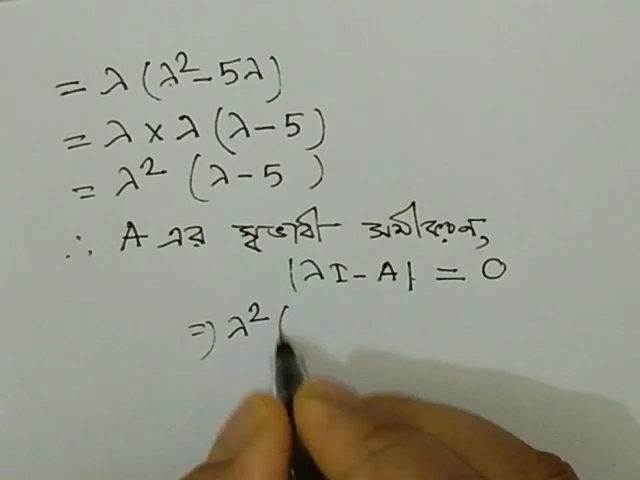 = λ (λ² - 5λ)
= λ × λ (λ - 5)
= λ² (λ - 5 )
∴ A এর স্বভাবী সমীকরণ,
|λI - A| = 0
⇒ λ² (